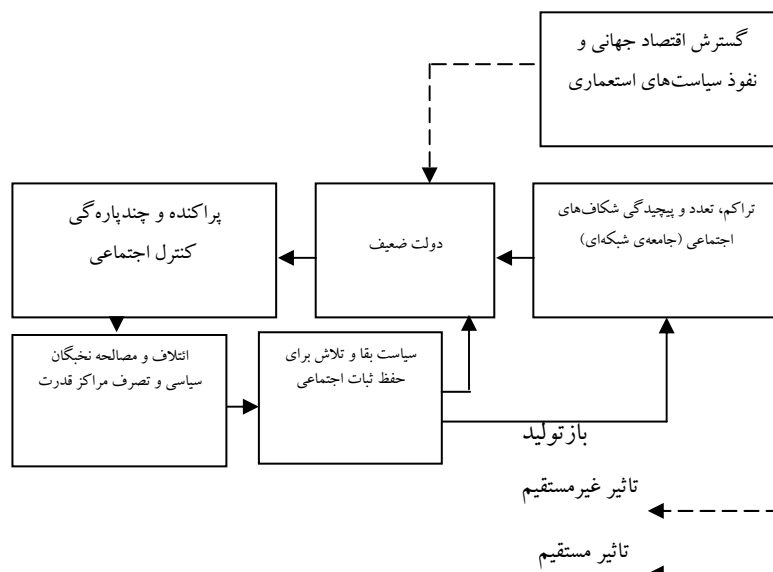 گسترش اقتصاد جهانی و
نفوذ سیاست‌های استعماری
تراکم، تعدد و پیچیدگی شکاف‌های
اجتماعی (جامعه‌ی شبکه‌ای)
دولت ضعیف
پراکنده و چندپاره‌گی
کنترل اجتماعی
ائتلاف و مصالحه نخبگان
سیاسی و تصرف مراکز قدرت
سیاست بقا و تلاش برای
حفظ ثبات اجتماعی
بازتولید
تاثیر غیرمستقیم
تاثیر مستقیم